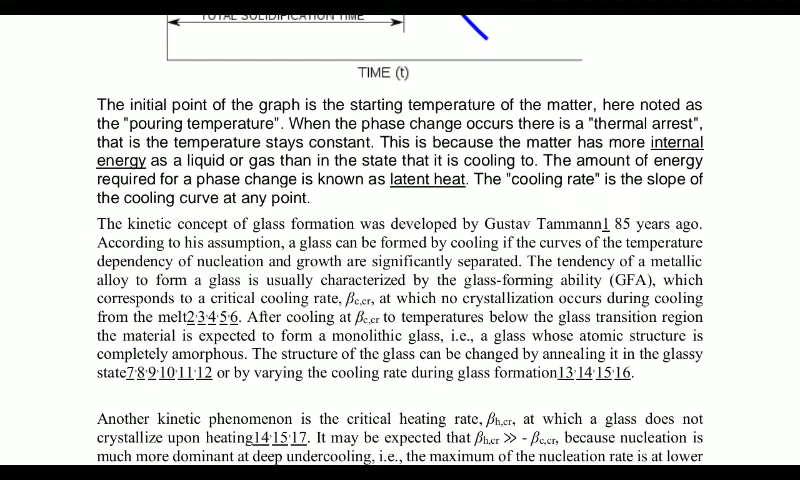 TOTAL SOLIDIFICATION TIME
TIME (t)
The initial point of the graph is the starting temperature of the matter, here noted as
the "pouring temperature". When the phase change occurs there is a "thermal arrest",
that is the temperature stays constant. This is because the matter has more internal
energy as a liquid or gas than in the state that it is cooling to. The amount of energy
required for a phase change is known as latent heat. The "cooling rate" is the slope of
the cooling curve at any point.
The kinetic concept of glass formation was developed by Gustav Tammann1 85 years ago.
According to his assumption, a glass can be formed by cooling if the curves of the temperature
dependency of nucleation and growth are significantly separated. The tendency of a metallic
alloy to form a glass is usually characterized by the glass-forming ability (GFA), which
corresponds to a critical cooling rate, βc,cr, at which no crystallization occurs during cooling
from the melt2,3,4,5,6. After cooling at βc,cr to temperatures below the glass transition region
the material is expected to form a monolithic glass, i.e., a glass whose atomic structure is
completely amorphous. The structure of the glass can be changed by annealing it in the glassy
state7,8,9,10,11,12 or by varying the cooling rate during glass formation13,14,15,16.
Another kinetic phenomenon is the critical heating rate, βh,cr, at which a glass does not
crystallize upon heating14,15,17. It may be expected that βh,cr ≫ - βc,cr, because nucleation is
much more dominant at deep undercooling, i.e., the maximum of the nucleation rate is at lower